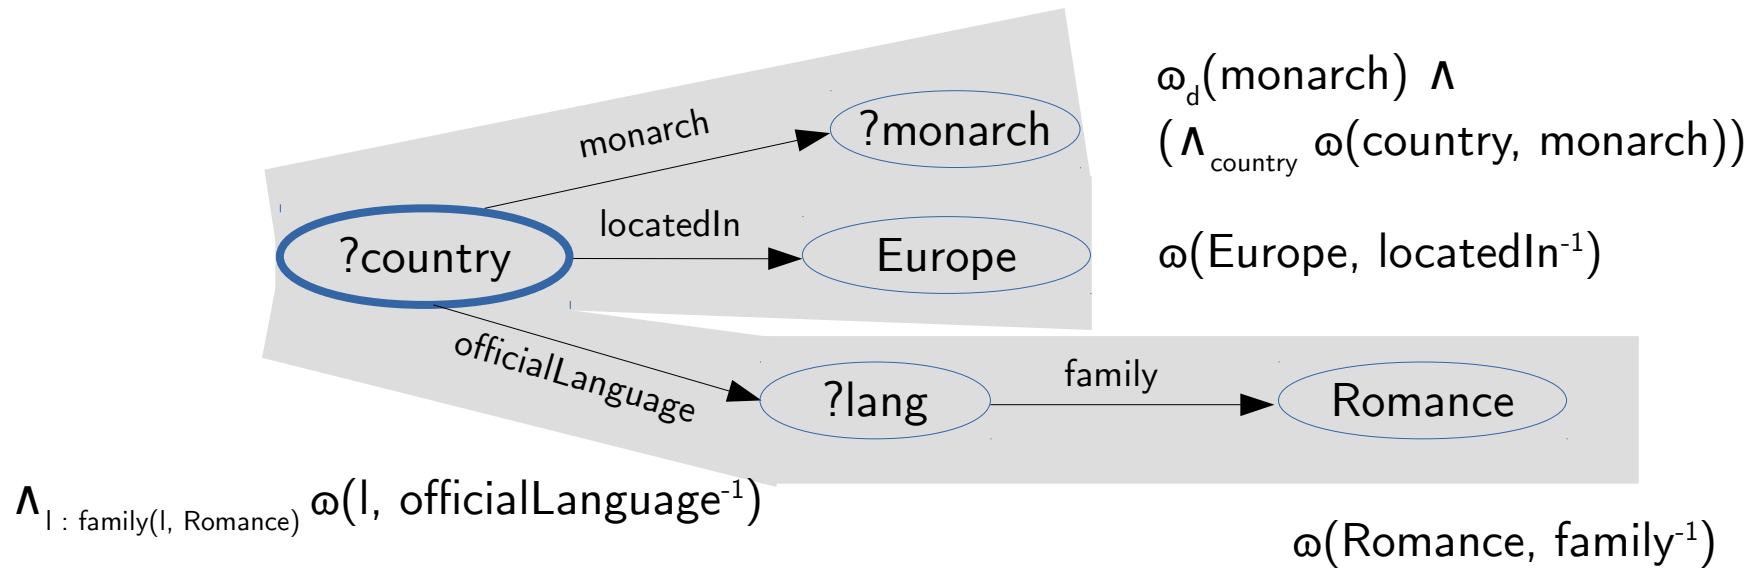 ϖ_d(monarch) ∧
(∧_country ϖ(country, monarch))
monarch
?monarch
locatedIn
?country
Europe
ϖ(Europe, locatedIn⁻¹)
officialLanguage
family
?lang
Romance
∧_l : family(l, Romance) ϖ(l, officialLanguage⁻¹)
ϖ(Romance, family⁻¹)